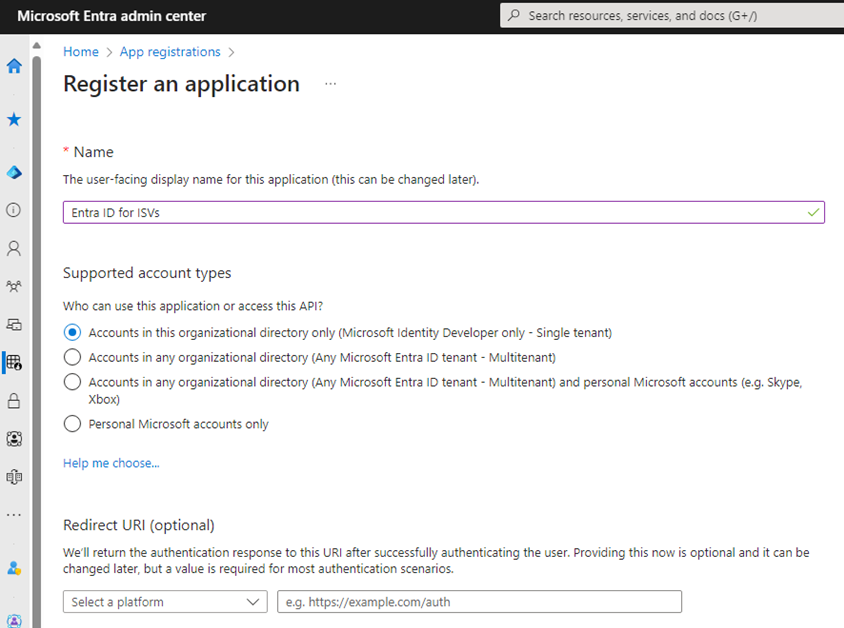 Microsoft Entra admin center
Search resources, services, and docs (G+/)
Home > App registrations >
Register an application ...
* Name
The user-facing display name for this application (this can be changed later).
Entra ID for ISVs
Supported account types
Who can use this application or access this API?
Accounts in this organizational directory only (Microsoft Identity Developer only - Single tenant)
Accounts in any organizational directory (Any Microsoft Entra ID tenant - Multitenant)
Accounts in any organizational directory (Any Microsoft Entra ID tenant - Multitenant) and personal Microsoft accounts (e.g. Skype,
Xbox)
Personal Microsoft accounts only
Help me choose...
Redirect URI (optional)
We'll return the authentication response to this URI after successfully authenticating the user. Providing this now is optional and it can be
changed later, but a value is required for most authentication scenarios.
Select a platform
e.g. https://example.com/auth